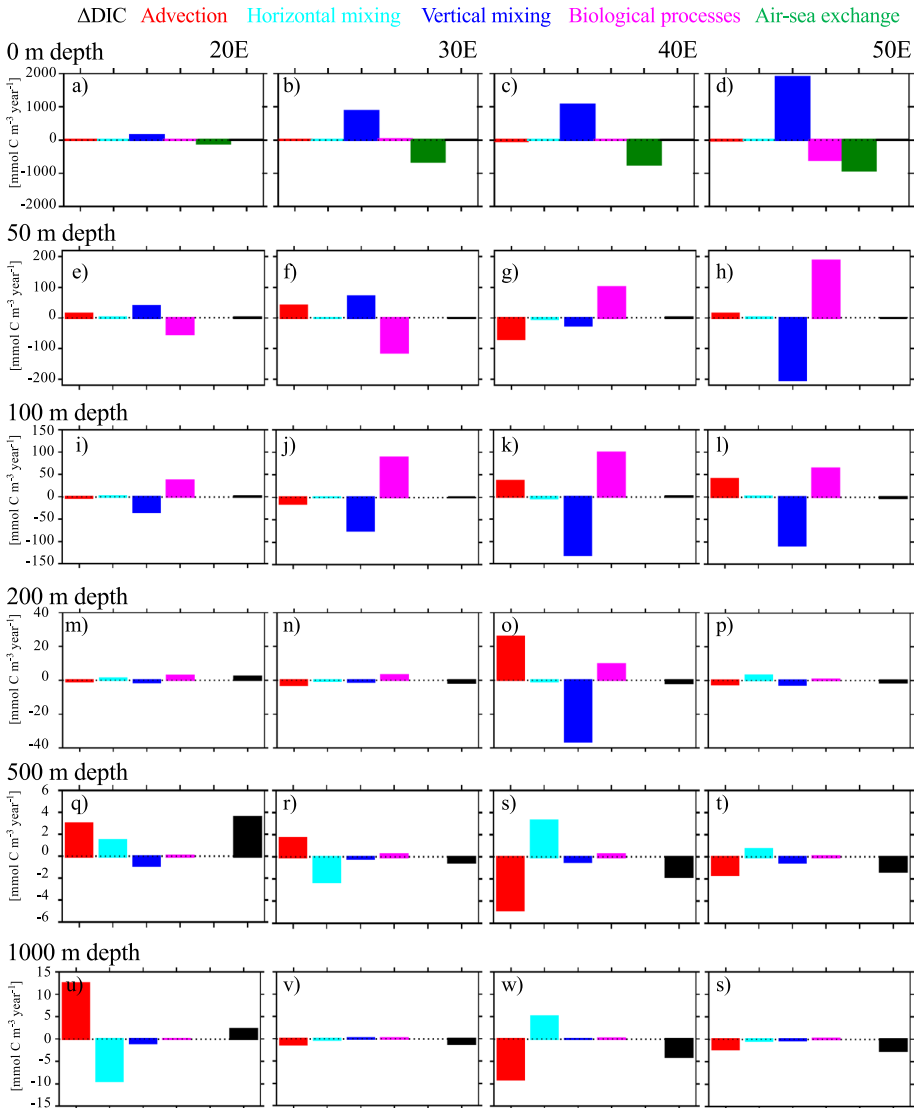 ΔDIC Advection Horizontal mixing Vertical mixing Biological processes Air-sea exchange
20E 30E 40E 50E
0 m depth
[mmol C m⁻³ year⁻¹]
2000
1000
0
-1000
-2000
a) b) c) d)
50 m depth
[mmol C m⁻³ year⁻¹]
200
100
0
-100
-200
e) f) g) h)
100 m depth
[mmol C m⁻³ year⁻¹]
150
100
50
0
-50
-100
-150
i) j) k) l)
200 m depth
[mmol C m⁻³ year⁻¹]
40
20
0
-20
-40
m) n) o) p)
500 m depth
[mmol C m⁻³ year⁻¹]
6
4
2
0
-2
-4
-6
q) r) s) t)
1000 m depth
[mmol C m⁻³ year⁻¹]
15
10
5
0
-5
-10
-15
u) v) w) s)